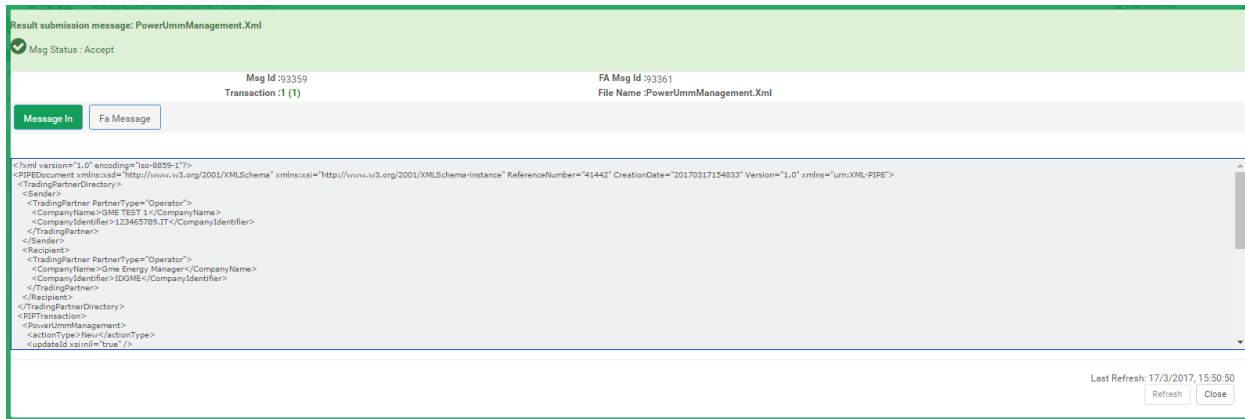 Result submission message: PowerUmmManagement.Xml
Msg Status : Accept
Msg Id :93359 FA Msg Id :93361
Transaction :1 (1) File Name :PowerUmmManagement.Xml
Message In Fa Message
<?xml version="1.0" encoding="iso-8859-1"?>
<PIPEDocument xmlns:xsd="http://www.w3.org/2001/XMLSchema" xmlns:xsi="http://www.w3.org/2001/XMLSchema-instance" ReferenceNumber="41442" CreationDate="20170317154833" Version="1.0" xmlns="urn:XML-PIPE">
<TradingPartnerDirectory>
<Sender>
<TradingPartner PartnerType="Operator">
<CompanyName>GME TEST 1</CompanyName>
<CompanyIdentifier>123465789.IT</CompanyIdentifier>
</TradingPartner>
</Sender>
<Recipient>
<TradingPartner PartnerType="Operator">
<CompanyName>Gme Energy Manager</CompanyName>
<CompanyIdentifier>IDGME</CompanyIdentifier>
</TradingPartner>
</Recipient>
</TradingPartnerDirectory>
<PIPTransaction>
<PowerUmmManagement>
<actionType>New</actionType>
<updateId xsi:nil="true" />
Last Refresh: 17/3/2017, 15:50:50
Refresh Close